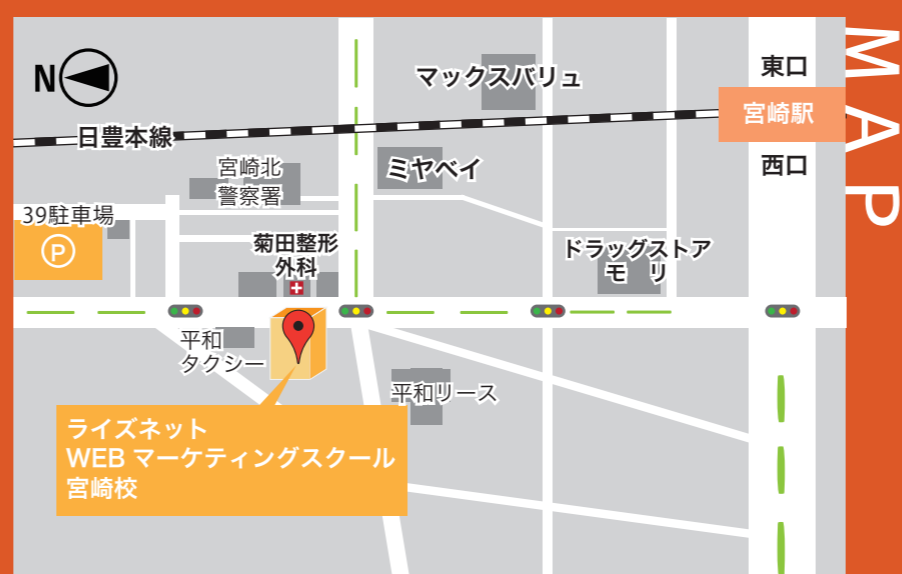 MAP
N
マックスバリュ
東口
宮崎駅
西口
日豊本線
宮崎北
警察署
ミヤベイ
39駐車場
P
菊田整形
外科
ドラッグストア
モ リ
平和
タクシー
平和リース
ライズネット
WEB マーケティングスクール
宮崎校